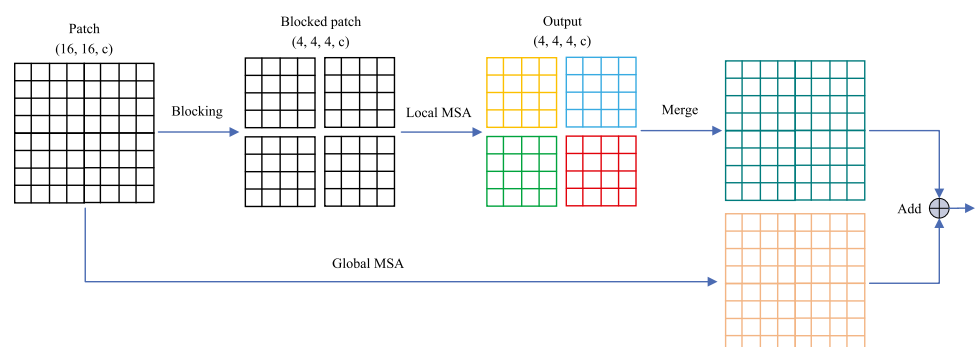 Patch
(16, 16, c)
Blocking
Blocked patch
(4, 4, 4, c)
Local MSA
Output
(4, 4, 4, c)
Merge
Global MSA
Add